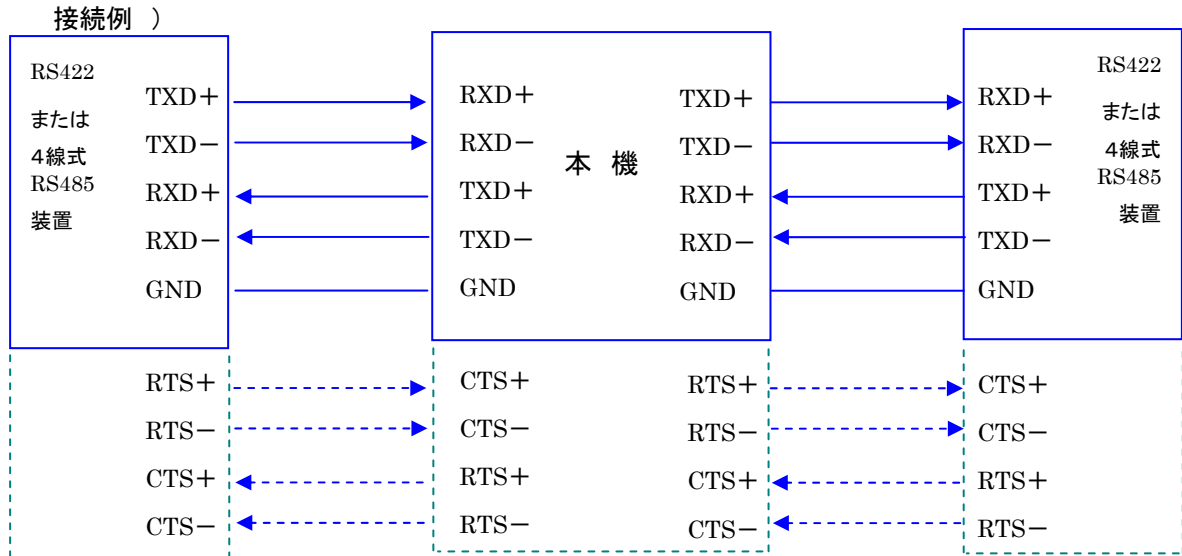 接続例 )
RS422
または
4線式
RS485
装置
TXD+
TXD−
RXD+
RXD−
GND
RXD+
RXD−
TXD+
TXD−
GND
本 機
TXD+
TXD−
RXD+
RXD−
GND
RXD+
RXD−
TXD+
TXD−
GND
RS422
または
4線式
RS485
装置
RTS+
RTS−
CTS+
CTS−
CTS+
CTS−
RTS+
RTS−
RTS+
RTS−
CTS+
CTS−
CTS+
CTS−
RTS+
RTS−